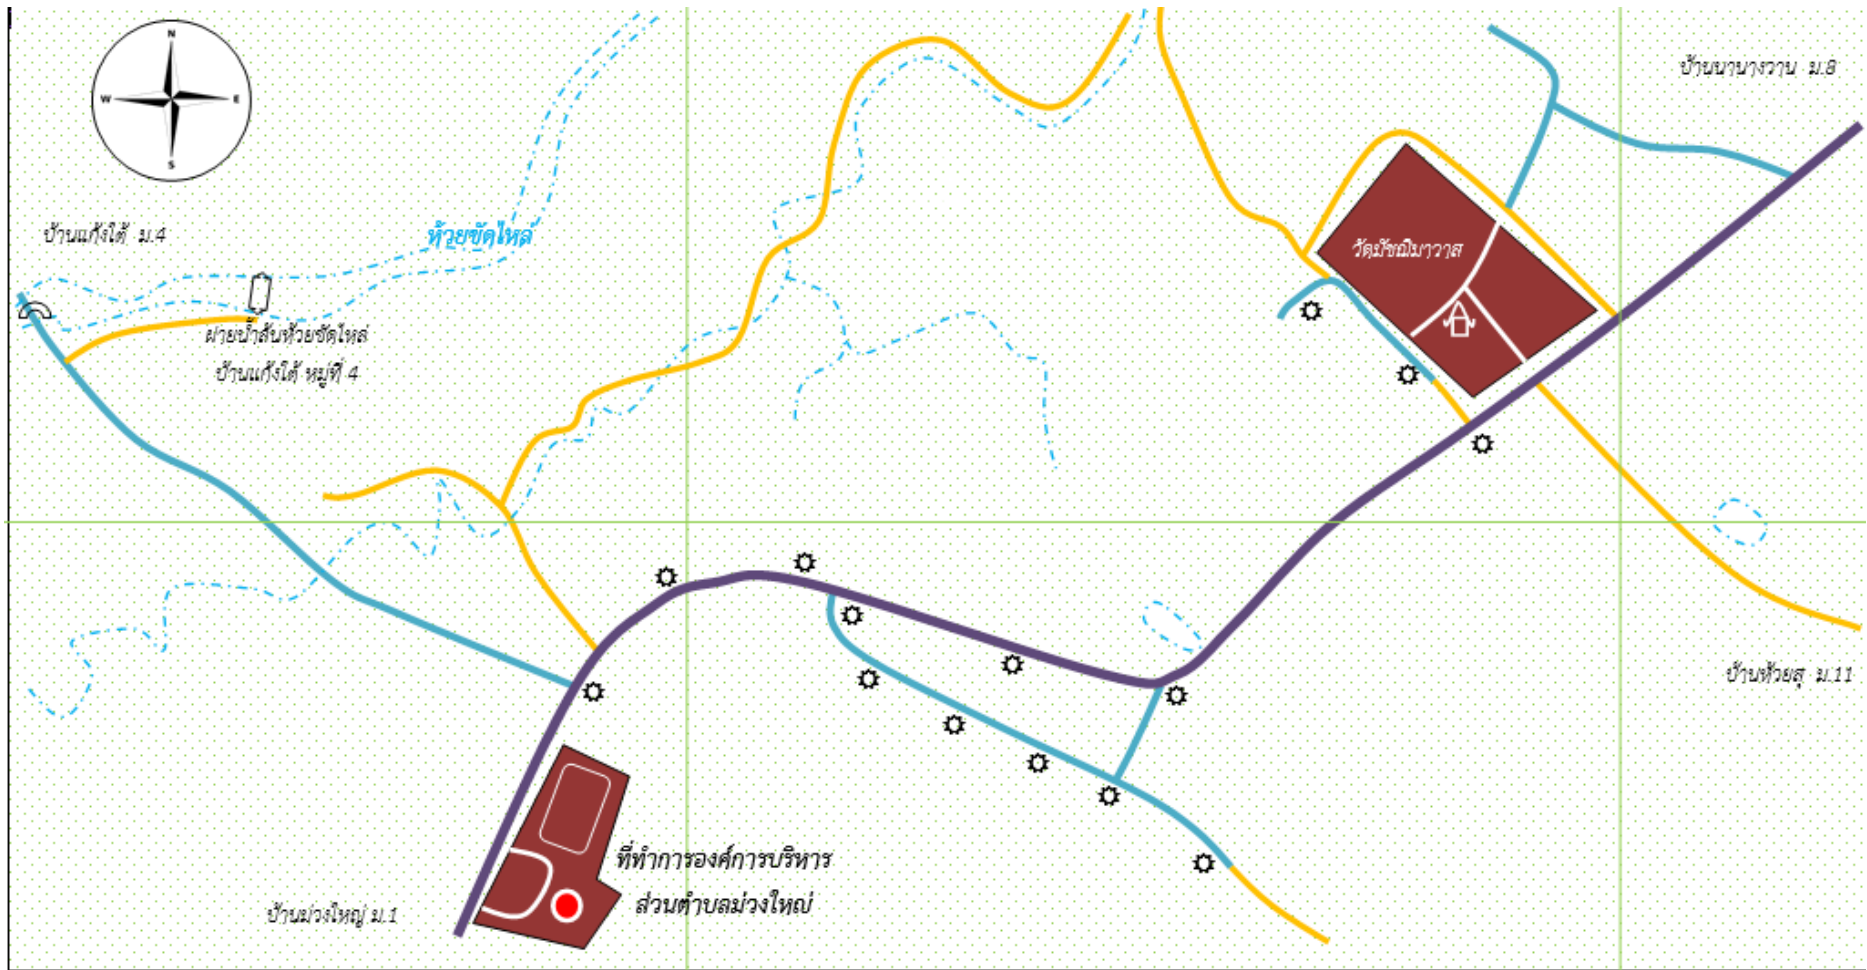 N
W E
S
บ้านนานางวาน ม.8
บ้านแก้งใต้ ม.4
ห้วยขัดไหล่
วัดมัชฌิมาวาส
ฝายน้ำล้นห้วยขัดไหล่
บ้านแก้งใต้ หมู่ที่ 4
บ้านห้วยสุ ม.11
ที่ทำการองค์การบริหาร
ส่วนตำบลม่วงใหญ่
บ้านม่วงใหญ่ ม.1